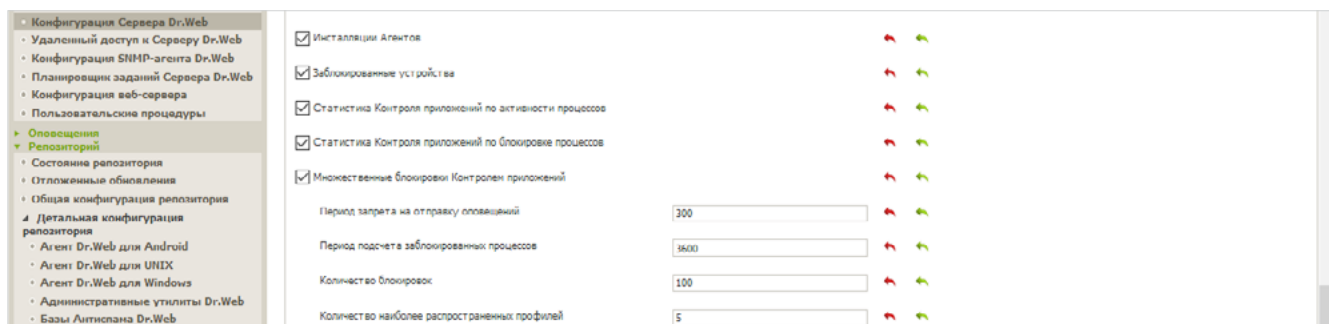 Конфигурация Сервера Dr.Web
Удаленный доступ к Серверу Dr.Web
Конфигурация SNMP-агента Dr.Web
Планировщик заданий Сервера Dr.Web
Конфигурация веб-сервера
Пользовательские процедуры
Оповещения
Репозиторий
Состояние репозитория
Отложенные обновления
Общая конфигурация репозитория
Детальная конфигурация
репозитория
Агент Dr.Web для Android
Агент Dr.Web для UNIX
Агент Dr.Web для Windows
Административные утилиты Dr.Web
Базы Антиспама Dr.Web
Инсталляции Агентов
Заблокированные устройства
Статистика Контроля приложений по активности процессов
Статистика Контроля приложений по блокировке процессов
Множественные блокировки Контролем приложений
Период запрета на отправку оповещений 300
Период подсчета заблокированных процессов 3600
Количество блокировок 100
Количество наиболее распространенных профилей 5